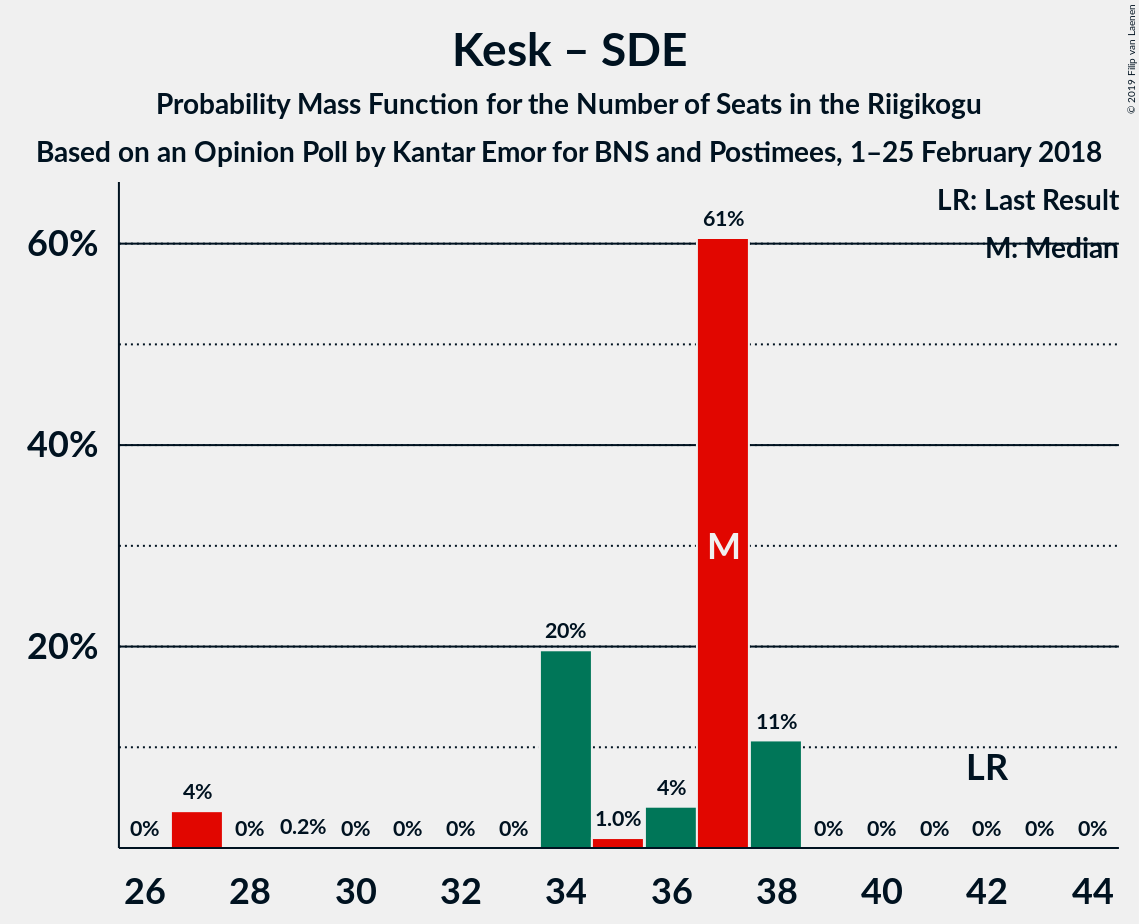 Kesk – SDE
Probability Mass Function for the Number of Seats in the Riigikogu
Based on an Opinion Poll by Kantar Emor for BNS and Postimees, 1–25 February 2018
© 2019 Filip van Laenen
LR: Last Result
M: Median
60%
40%
20%
0% 4% 0% 0.2% 0% 0% 0% 0% 20% 1.0% 4% 61% 11% 0% 0% 0% 0% 0% 0%
M
LR
26 28 30 32 34 36 38 40 42 44